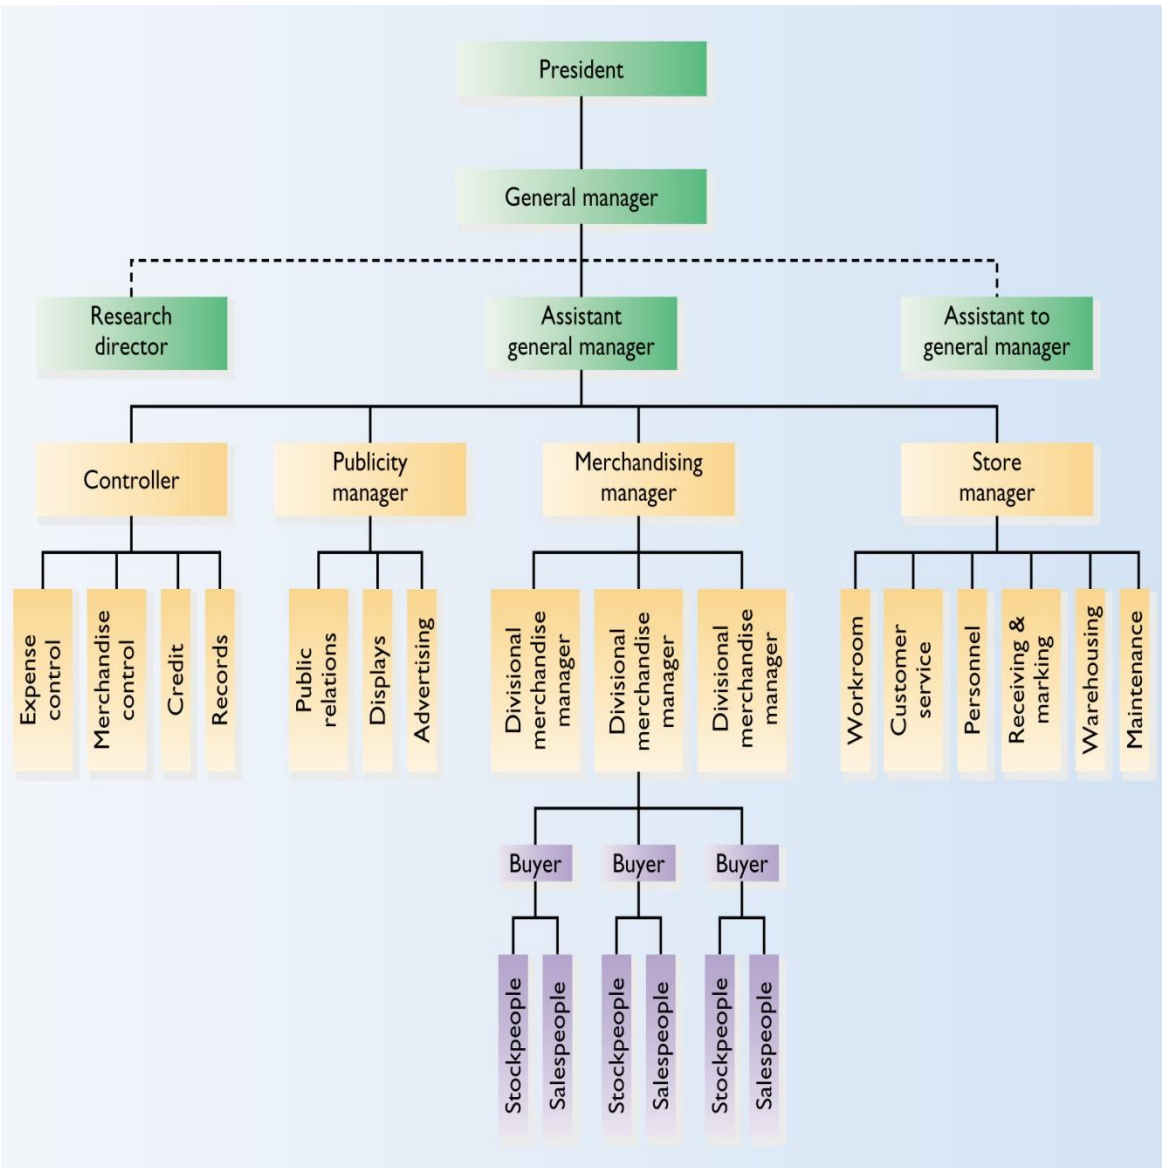 President
General manager
Research
director
Assistant
general manager
Assistant to
general manager
Controller
Publicity
manager
Merchandising
manager
Store
manager
Expense
control
Merchandise
control
Credit
Records
Public
relations
Displays
Advertising
Divisional
merchandise
manager
Divisional
merchandise
manager
Divisional
merchandise
manager
Workroom
Customer
service
Personnel
Receiving &
marking
Warehousing
Maintenance
Buyer
Buyer
Buyer
Stockpeople
Salespeople
Stockpeople
Salespeople
Stockpeople
Salespeople